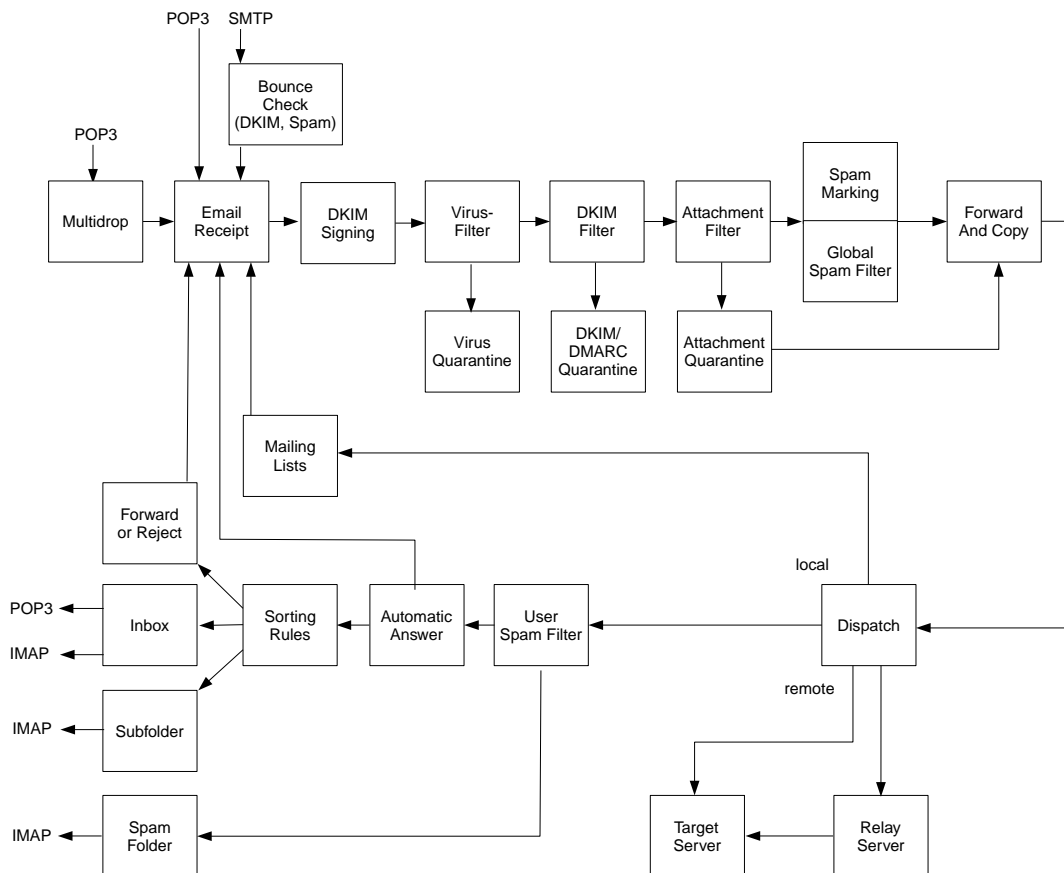 POP3
SMTP
Bounce
Check
(DKIM, Spam)
POP3
Multidrop
Email
Receipt
DKIM
Signing
Virus-
Filter
DKIM
Filter
Attachment
Filter
Spam
Marking
Global
Spam Filter
Forward
And Copy
Virus
Quarantine
DKIM/
DMARC
Quarantine
Attachment
Quarantine
Mailing
Lists
Forward
or Reject
local
POP3
IMAP
Inbox
Sorting
Rules
Automatic
Answer
User
Spam Filter
Dispatch
remote
IMAP
Subfolder
IMAP
Spam
Folder
Target
Server
Relay
Server